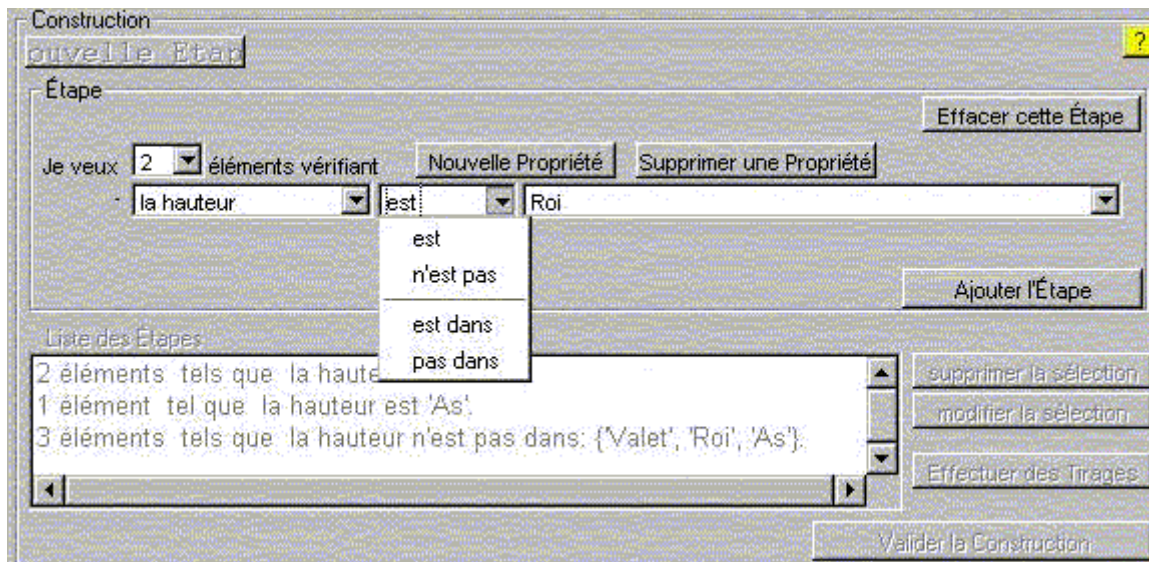 Construction
ouvelle Etap
?
Étape
Effacer cette Étape
Je veux 2 éléments vérifiant Nouvelle Propriété Supprimer une Propriété
- la hauteur est Roi
est
n'est pas
est dans
pas dans
Ajouter l'Étape
Liste des Étapes
2 éléments tels que la haute
1 élément tel que la hauteur est 'As'.
3 éléments tels que la hauteur n'est pas dans: {'Valet', 'Roi', 'As'}.
supprimer la sélection
modifier la sélection
Effectuer des Tirages
Valider la Construction